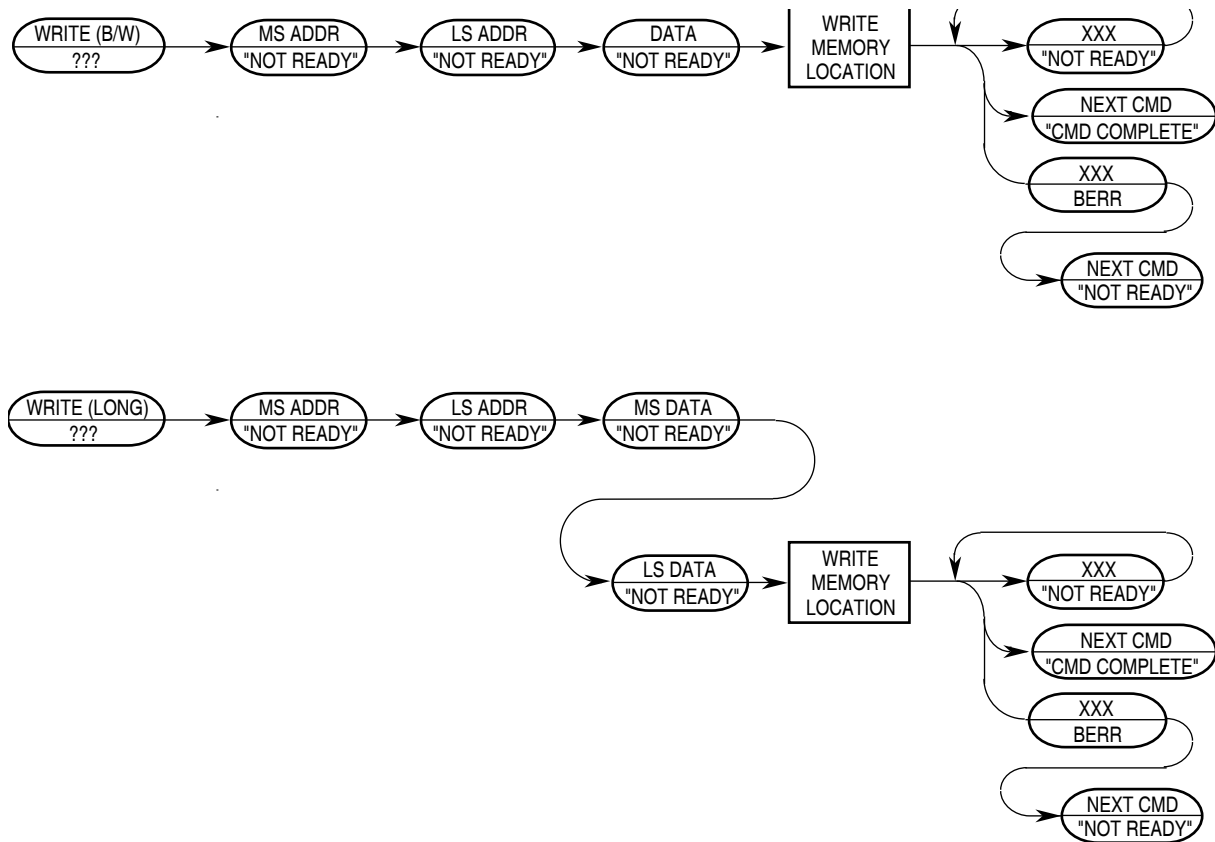 WRITE (B/W)
???
MS ADDR
"NOT READY"
LS ADDR
"NOT READY"
DATA
"NOT READY"
WRITE
MEMORY
LOCATION
XXX
"NOT READY"
NEXT CMD
"CMD COMPLETE"
XXX
BERR
NEXT CMD
"NOT READY"
WRITE (LONG)
???
MS ADDR
"NOT READY"
LS ADDR
"NOT READY"
MS DATA
"NOT READY"
LS DATA
"NOT READY"
WRITE
MEMORY
LOCATION
XXX
"NOT READY"
NEXT CMD
"CMD COMPLETE"
XXX
BERR
NEXT CMD
"NOT READY"